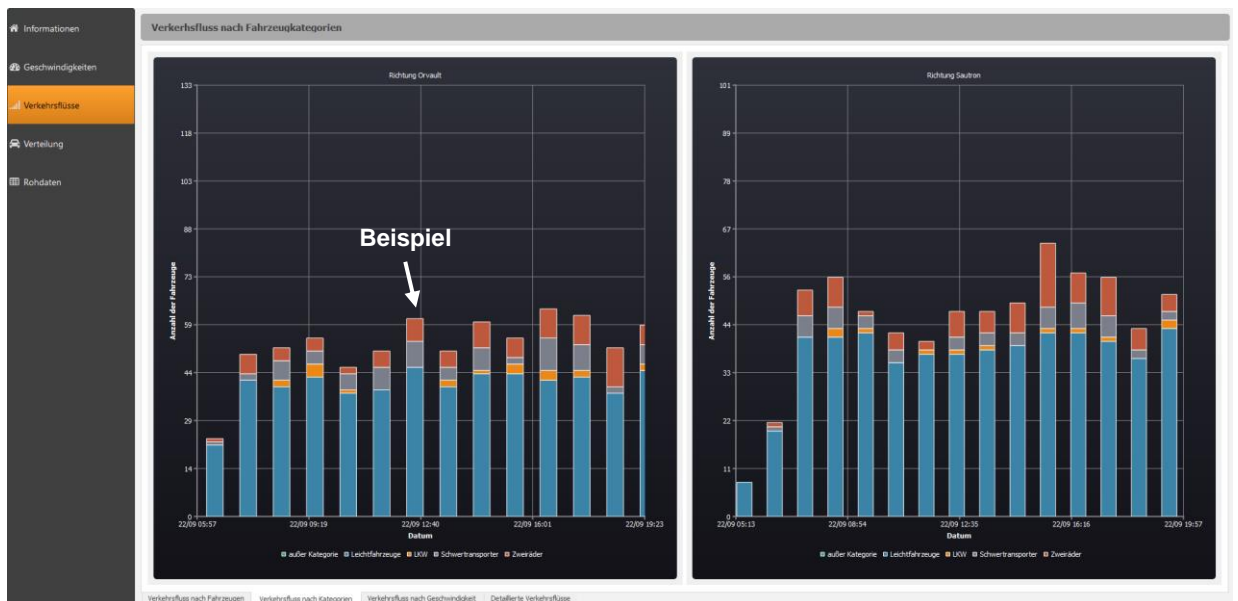 Informationen
Geschwindigkeiten
Verkehrsflüsse
Verteilung
Rohdaten
Verkerhsfluss nach Fahrzeugkategorien
Richtung Orvault
133
118
103
88
73
59
44
29
14
0
Anzahl der Fahrzeuge
Beispiel
22/09 05:57 22/09 09:19 22/09 12:40 22/09 16:01 22/09 19:23
Datum
außer Kategorie Leichtfahrzeuge LKW Schwertransporter Zweiräder
Richtung Sautron
101
89
78
67
56
44
33
22
11
0
Anzahl der Fahrzeuge
22/09 05:13 22/09 08:54 22/09 12:35 22/09 16:16 22/09 19:57
Datum
außer Kategorie Leichtfahrzeuge LKW Schwertransporter Zweiräder
Verkehrsfluss nach Fahrzeugen Verkehrsfluss nach Kategorien Verkehrsfluss nach Geschwindigkeit Detaillierte Verkehrsflüsse